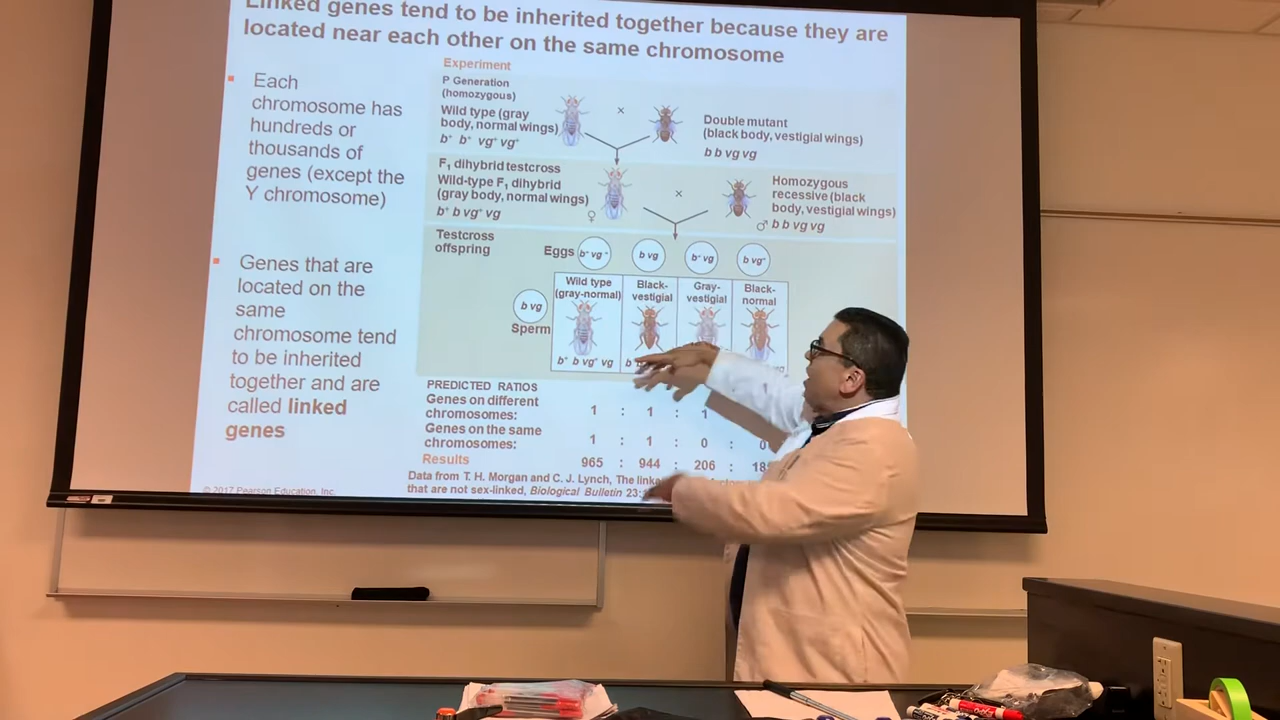 Linked genes tend to be inherited together because they are
located near each other on the same chromosome
Each
chromosome has
hundreds or
thousands of
genes (except the
Y chromosome)
Genes that are
located on the
same
chromosome tend
to be inherited
together and are
called linked
genes
© 2017 Pearson Education, Inc.
Experiment
P Generation
(homozygous)
Wild type (gray
body, normal wings)
b⁺ b⁺ vg⁺ vg⁺
×
Double mutant
(black body, vestigial wings)
b b vg vg
F₁ dihybrid testcross
Wild-type F₁ dihybrid
(gray body, normal wings)
b⁺ b vg⁺ vg
♀
×
Homozygous
recessive (black
body, vestigial wings)
♂ b b vg vg
Testcross
offspring
Eggs b⁺ vg⁺ b vg b⁺ vg b vg⁺
Wild type
(gray-normal)
Black-
vestigial
Gray-
vestigial
Black-
normal
b vg
Sperm
b⁺ b vg⁺ vg
PREDICTED RATIOS
Genes on different
chromosomes:
1 : 1 : 1
Genes on the same
chromosomes:
1 : 1 : 0 : 0
Results
965 : 944 : 206 :
Data from T. H. Morgan and C. J. Lynch, The
that are not sex-linked, Biological Bulletin 23: